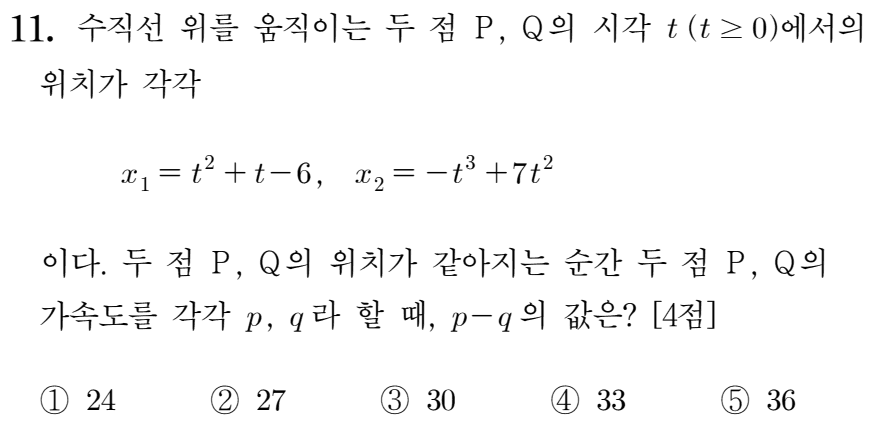 11. 수직선 위를 움직이는 두 점 P, Q의 시각 t (t ≥ 0)에서의
위치가 각각
x₁ = t² + t − 6, x₂ = −t³ + 7t²
이다. 두 점 P, Q의 위치가 같아지는 순간 두 점 P, Q의
가속도를 각각 p, q라 할 때, p−q의 값은? [4점]
① 24 ② 27 ③ 30 ④ 33 ⑤ 36